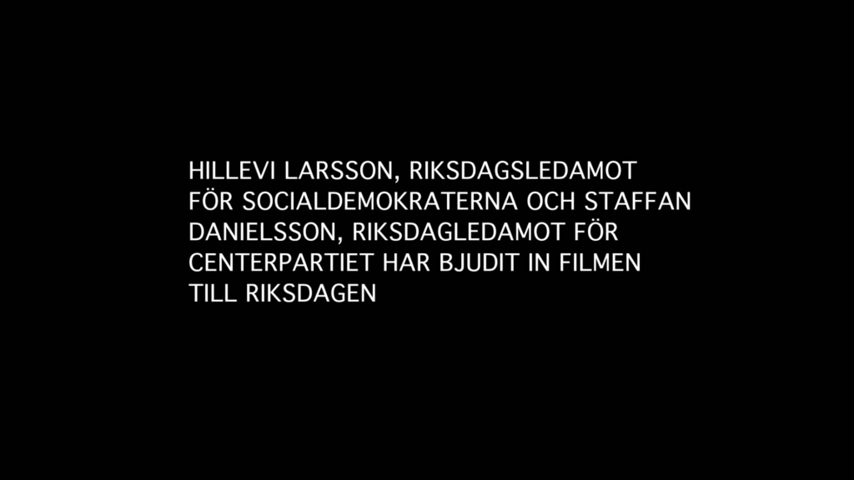 HILLEVI LARSSON, RIKSDAGSLEDAMOT
FÖR SOCIALDEMOKRATERNA OCH STAFFAN
DANIELSSON, RIKSDAGLEDAMOT FÖR
CENTERPARTIET HAR BJUDIT IN FILMEN
TILL RIKSDAGEN